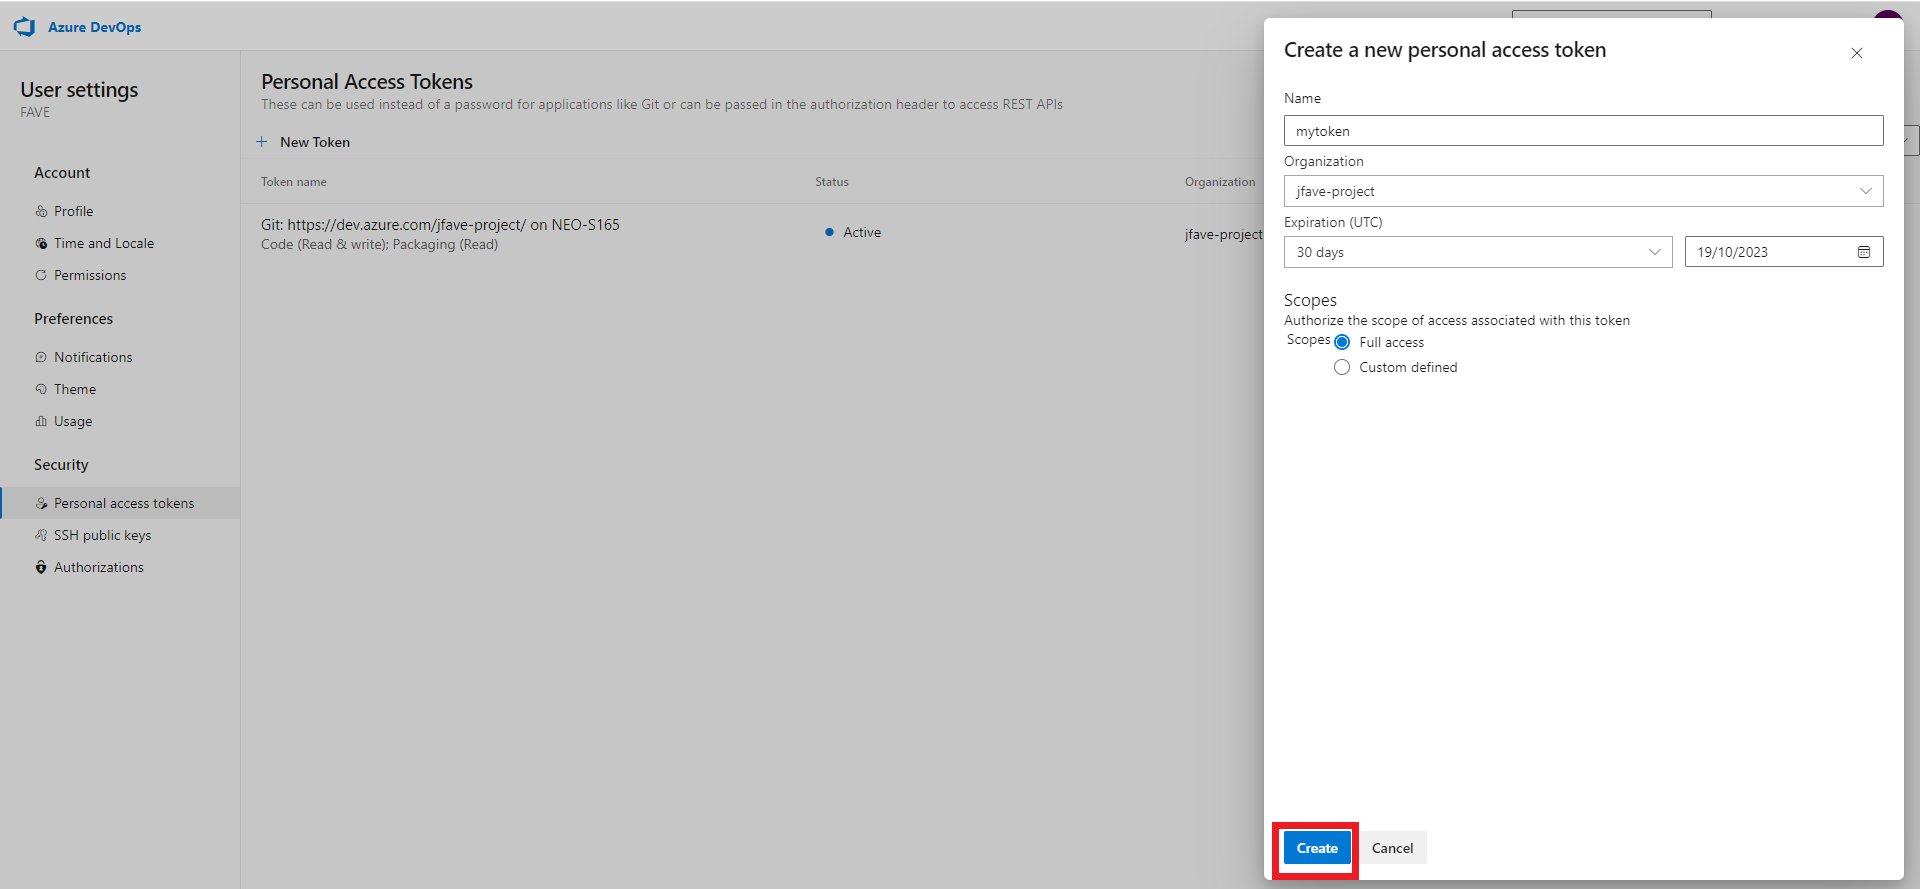 Azure DevOps
User settings
FAVE
Account
Profile
Time and Locale
Permissions
Preferences
Notifications
Theme
Usage
Security
Personal access tokens
SSH public keys
Authorizations
Personal Access Tokens
These can be used instead of a password for applications like Git or can be passed in the authorization header to access REST APIs
New Token
Token name Status Organization
Git: https://dev.azure.com/jfave-project/ on NEO-S165
Code (Read & write); Packaging (Read)
Active
jfave-project
Create a new personal access token
Name
mytoken
Organization
jfave-project
Expiration (UTC)
30 days 19/10/2023
Scopes
Authorize the scope of access associated with this token
Scopes Full access
Custom defined
Create Cancel